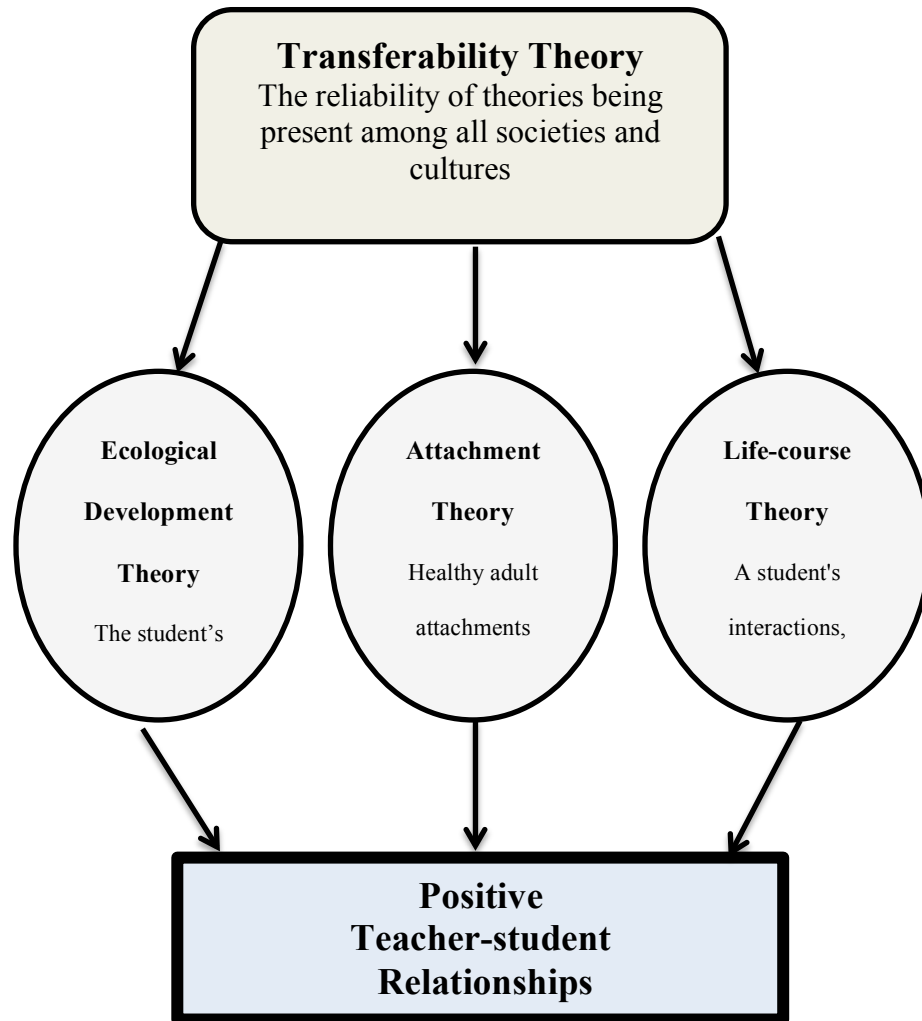 Transferability Theory
The reliability of theories being
present among all societies and
cultures
Ecological
Development
Theory
The student’s
Attachment
Theory
Healthy adult
attachments
Life-course
Theory
A student's
interactions,
Positive
Teacher-student
Relationships